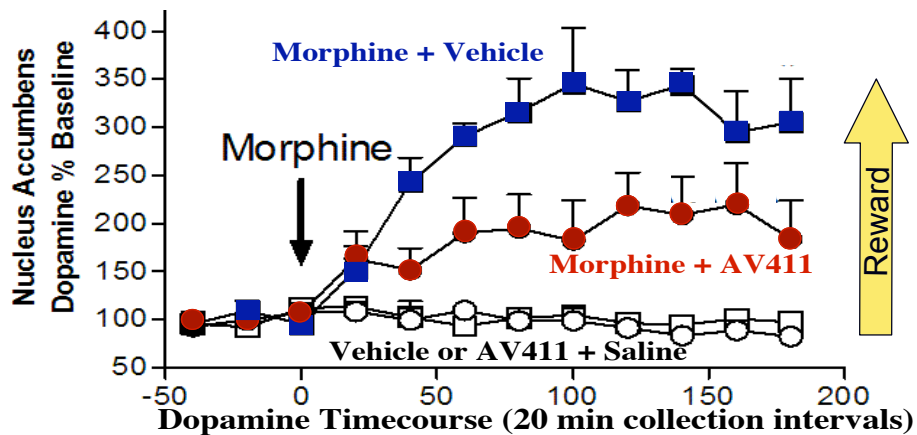 Nucleus Accumbens
Dopamine % Baseline
400
350
300
250
200
150
100
50
Morphine + Vehicle
Morphine
Morphine + AV411
Vehicle or AV411 + Saline
Reward
-50
0
50
100
150
200
Dopamine Timecourse (20 min collection intervals)